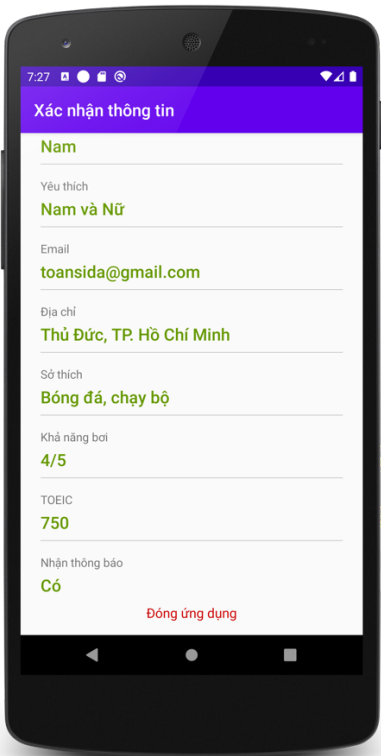 7:27
Xác nhận thông tin
Nam
Yêu thích
Nam và Nữ
Email
toansida@gmail.com
Địa chỉ
Thủ Đức, TP. Hồ Chí Minh
Sở thích
Bóng đá, chạy bộ
Khả năng bơi
4/5
TOEIC
750
Nhận thông báo
Có
Đóng ứng dụng